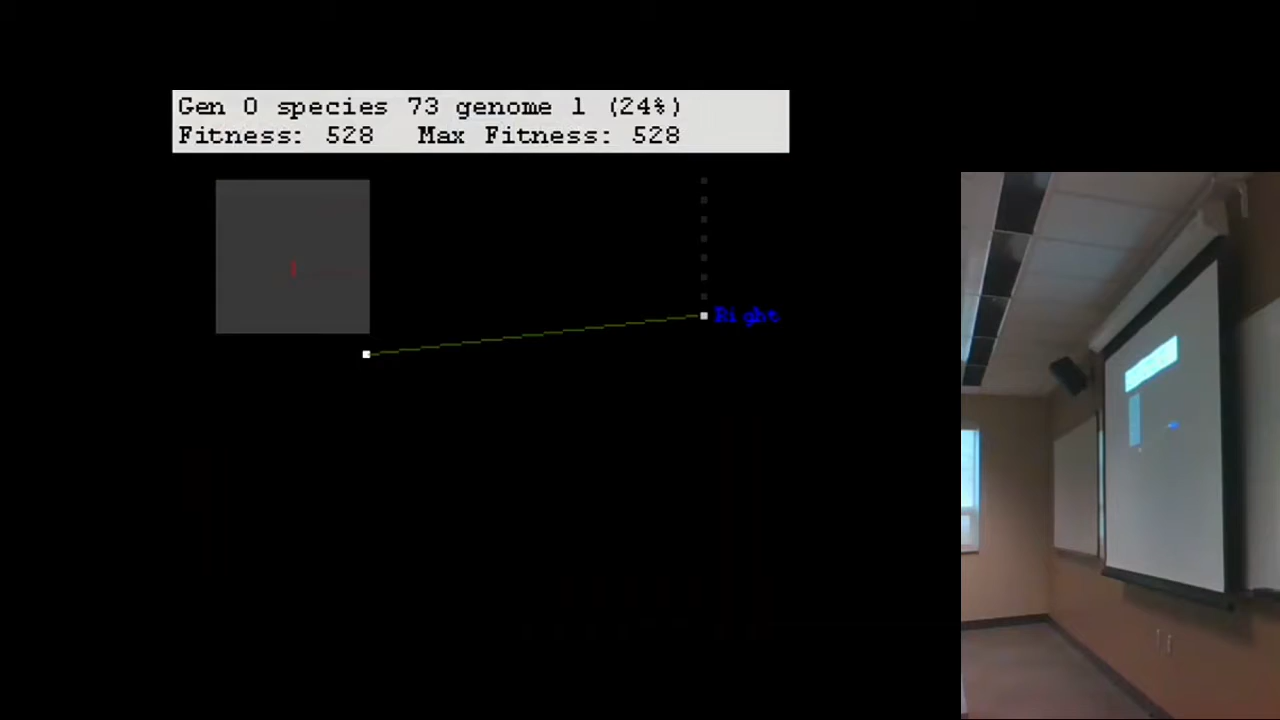 Gen 0 species 73 genome 1 (24%)
Fitness: 528 Max Fitness: 528
Right